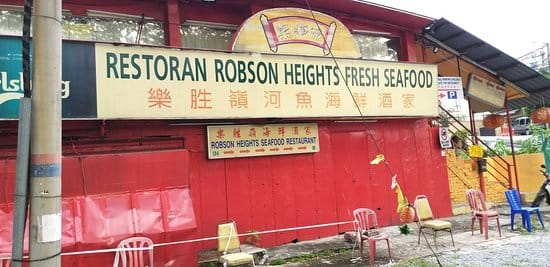 RESTORAN ROBSON HEIGHTS FRESH SEAFOOD
樂胜嶺河魚海鮮酒家
樂胜嶺海鮮酒家
ROBSON HEIGHTS SEAFOOD RESTAURANT
P